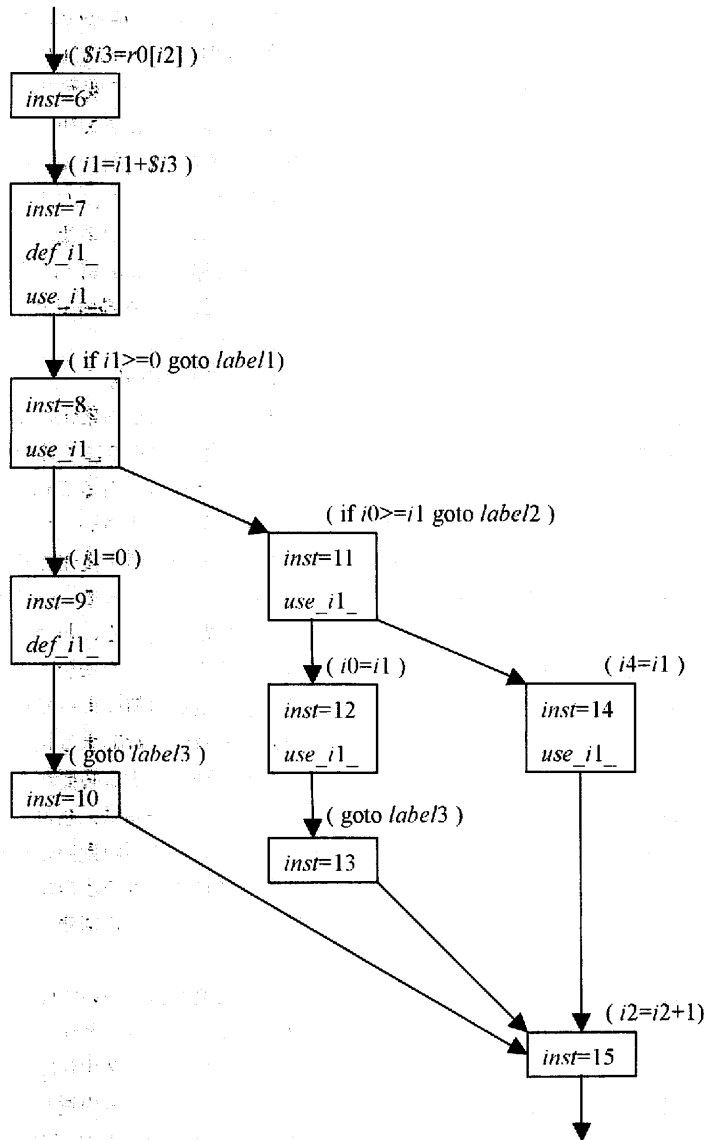 ( $i3=r0[i2] )
inst=6
( i1=i1+$i3 )
inst=7
def_i1_
use_i1_
( if i1>=0 goto label1)
inst=8
use_i1_
( if i0>=i1 goto label2 )
inst=11
use_i1_
( i1=0 )
inst=9
def_i1_
( i0=i1 )
inst=12
use_i1_
( i4=i1 )
inst=14
use_i1_
( goto label3 )
inst=10
( goto label3 )
inst=13
( i2=i2+1)
inst=15